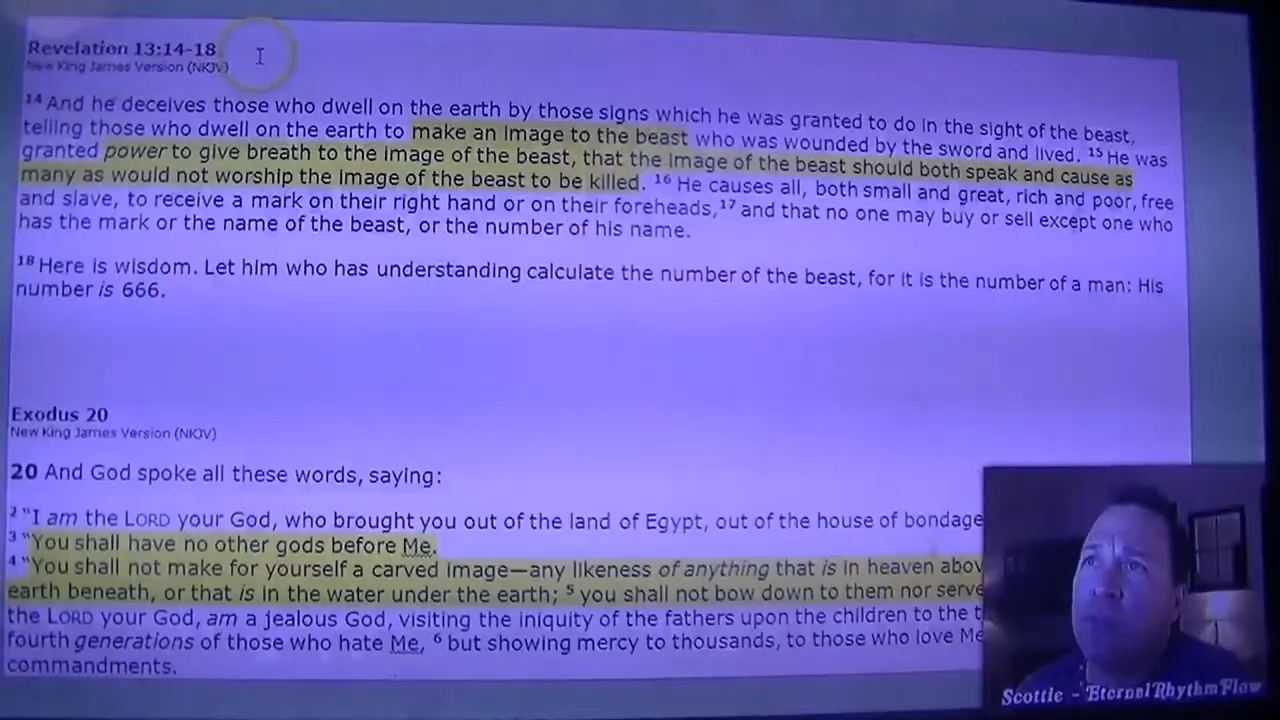 Revelation 13:14-18
New King James Version (NKJV)
14 And he deceives those who dwell on the earth by those signs which he was granted to do in the sight of the beast,
telling those who dwell on the earth to make an image to the beast who was wounded by the sword and lived. 15 He was
granted power to give breath to the image of the beast, that the image of the beast should both speak and cause as
many as would not worship the image of the beast to be killed. 16 He causes all, both small and great, rich and poor, free
and slave, to receive a mark on their right hand or on their foreheads, 17 and that no one may buy or sell except one who
has the mark or the name of the beast, or the number of his name.
18 Here is wisdom. Let him who has understanding calculate the number of the beast, for it is the number of a man: His
number is 666.
Exodus 20
New King James Version (NKJV)
20 And God spoke all these words, saying:
2 "I am the LORD your God, who brought you out of the land of Egypt, out of the house of bondage
3 "You shall have no other gods before Me.
4 "You shall not make for yourself a carved image—any likeness of anything that is in heaven abov
earth beneath, or that is in the water under the earth; 5 you shall not bow down to them nor serve
the LORD your God, am a jealous God, visiting the iniquity of the fathers upon the children to the t
fourth generations of those who hate Me, 6 but showing mercy to thousands, to those who love Me
commandments.
Scottie - EternalRhythmFlow